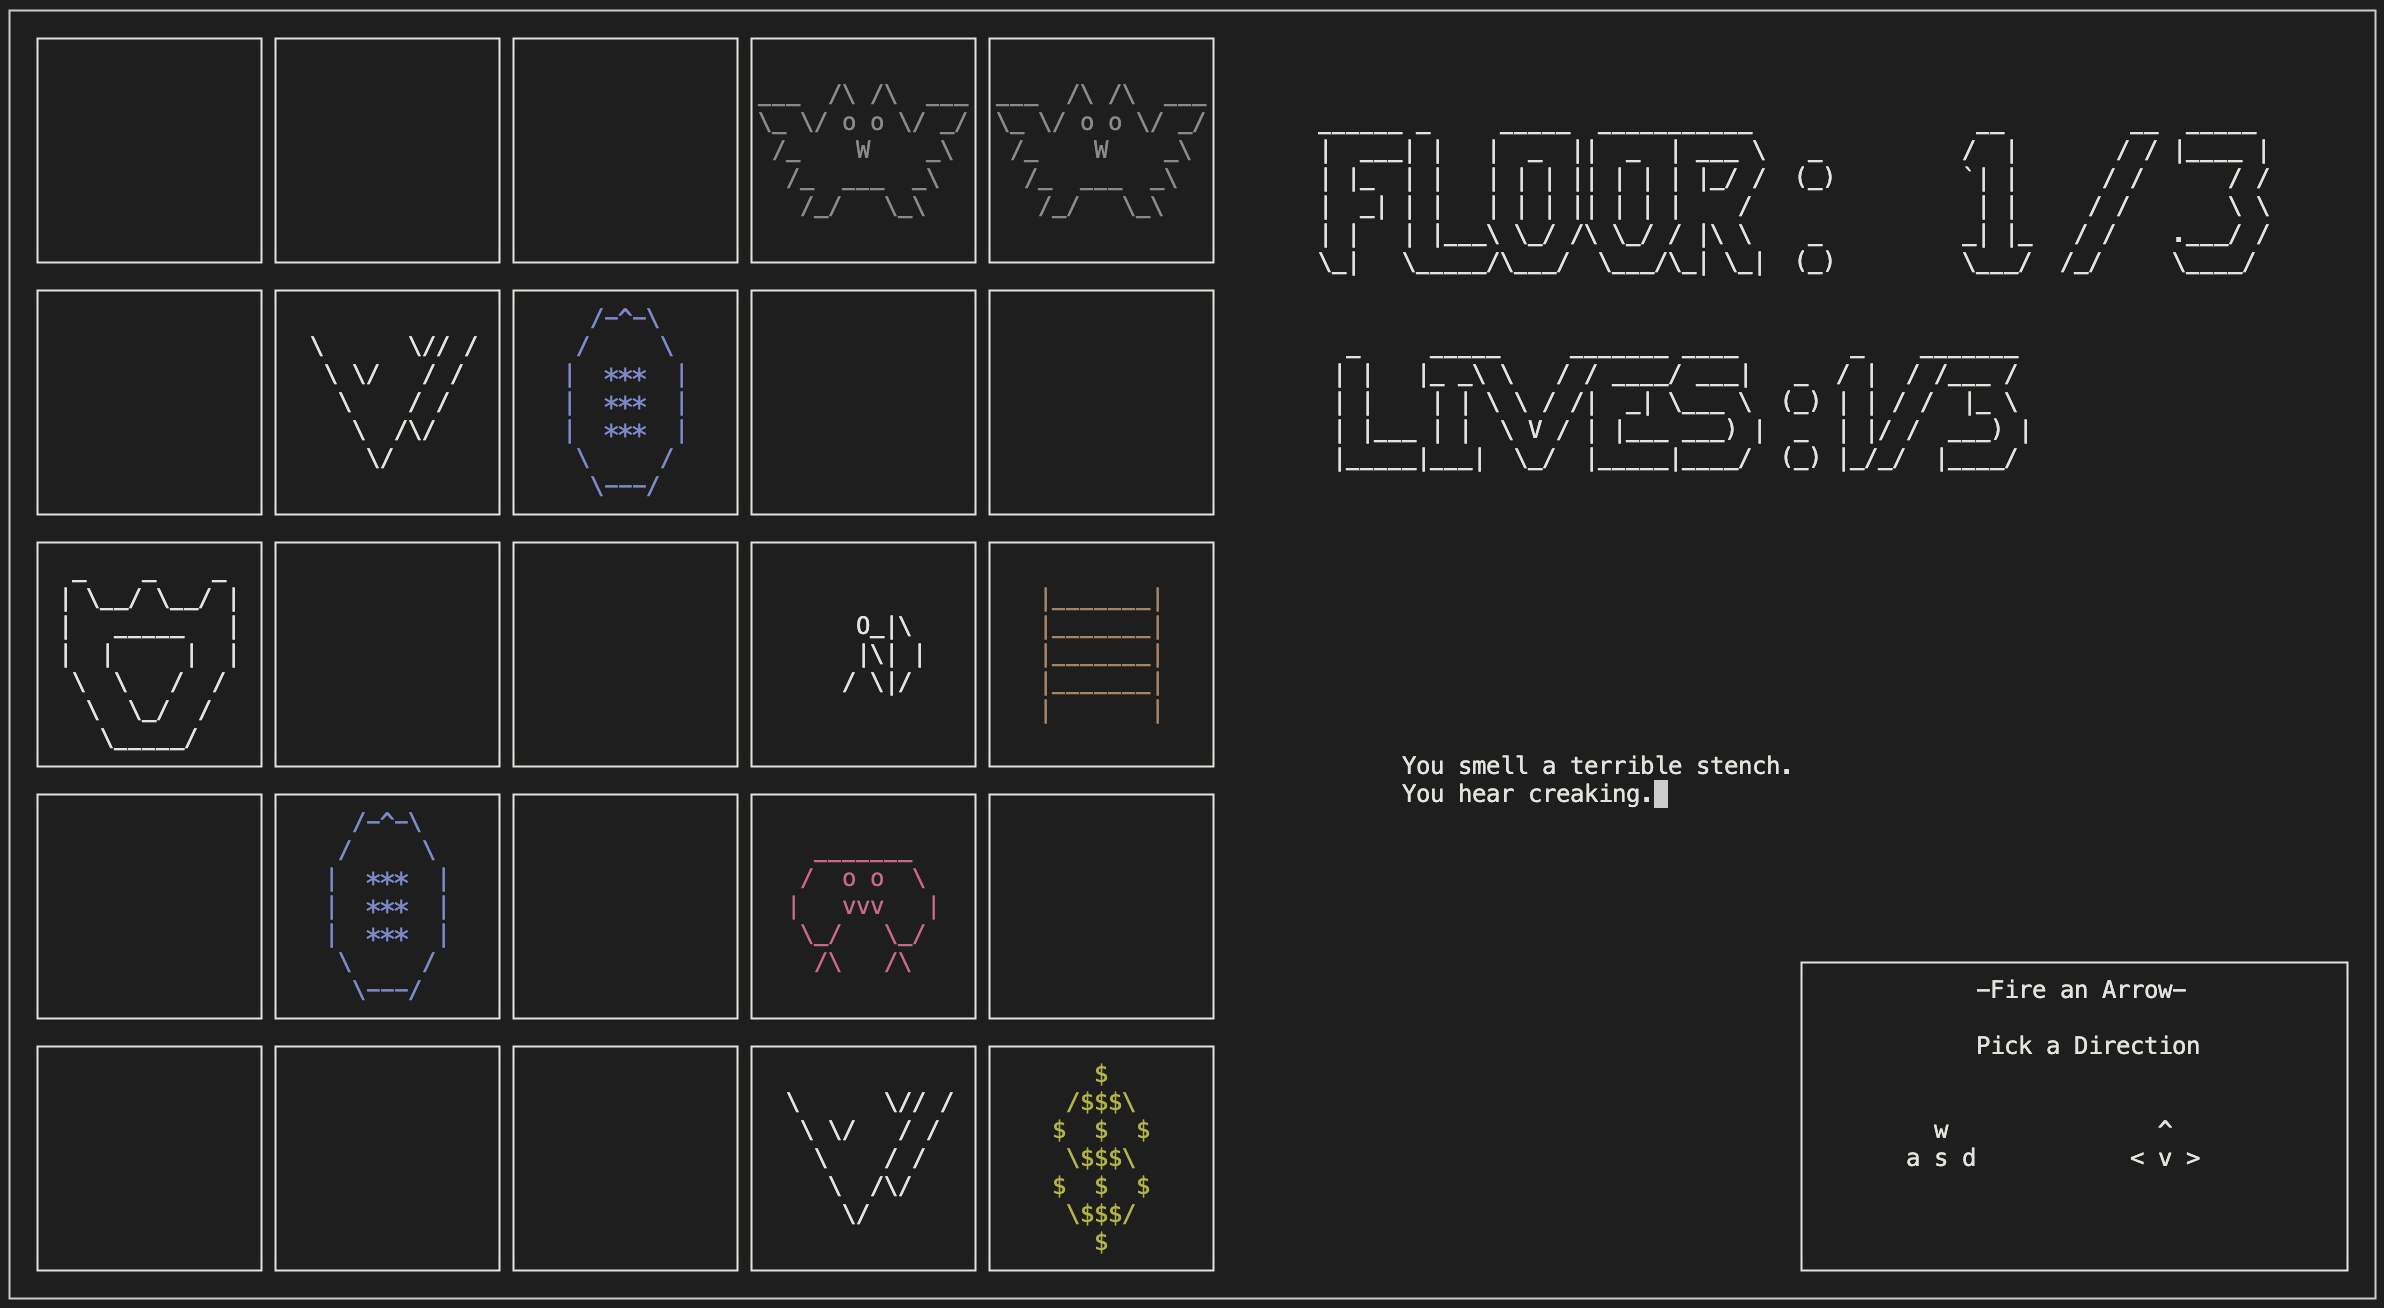 FLOOR: 1/3
LIVES: 1/3
You smell a terrible stench.
You hear creaking.
—Fire an Arrow—
Pick a Direction
w ^
a s d < v >